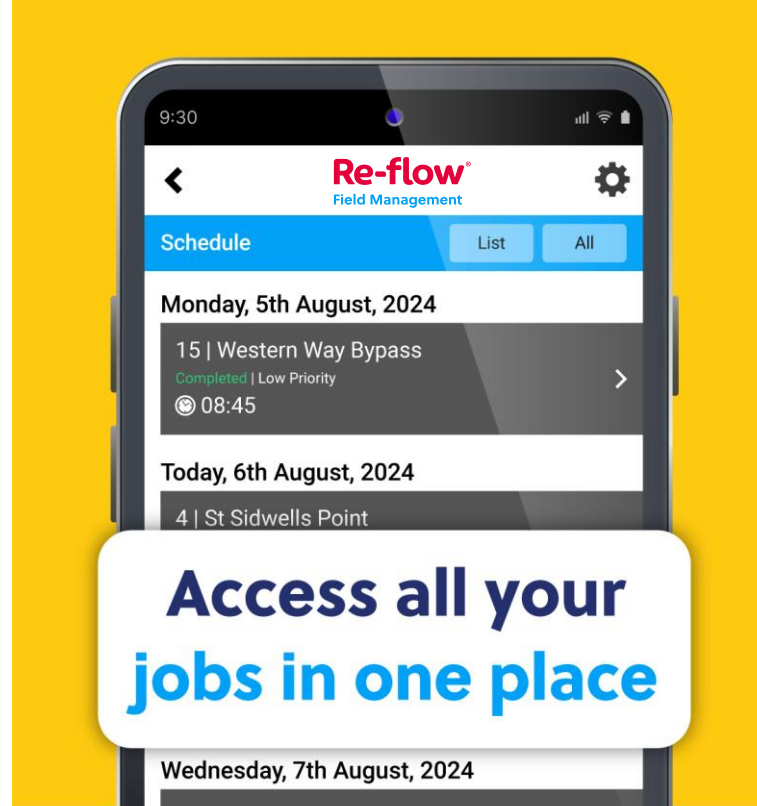 9:30
Re-flow®
Field Management
Schedule
List
All
Monday, 5th August, 2024
15 | Western Way Bypass
Completed | Low Priority
08:45
Today, 6th August, 2024
4 | St Sidwells Point
Access all your
jobs in one place
Wednesday, 7th August, 2024